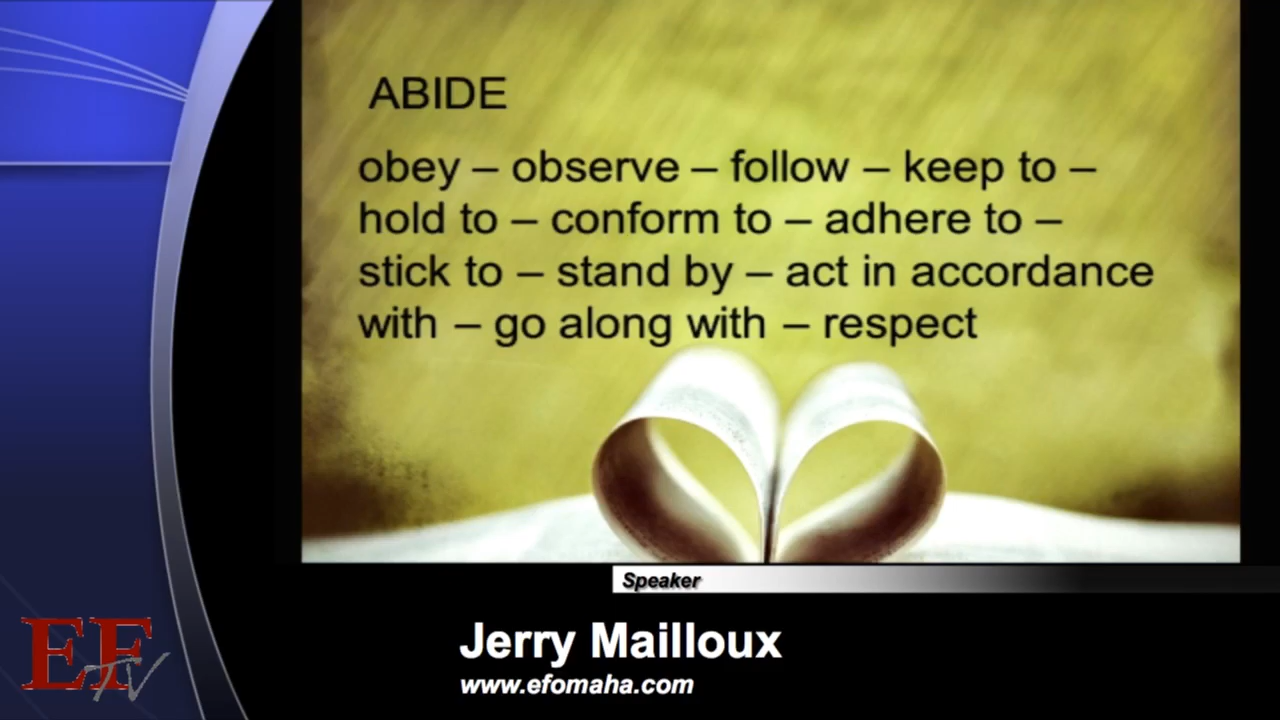 ABIDE
obey – observe – follow – keep to –
hold to – conform to – adhere to –
stick to – stand by – act in accordance
with – go along with – respect
Speaker
Jerry Mailloux
www.efomaha.com
EF
TV